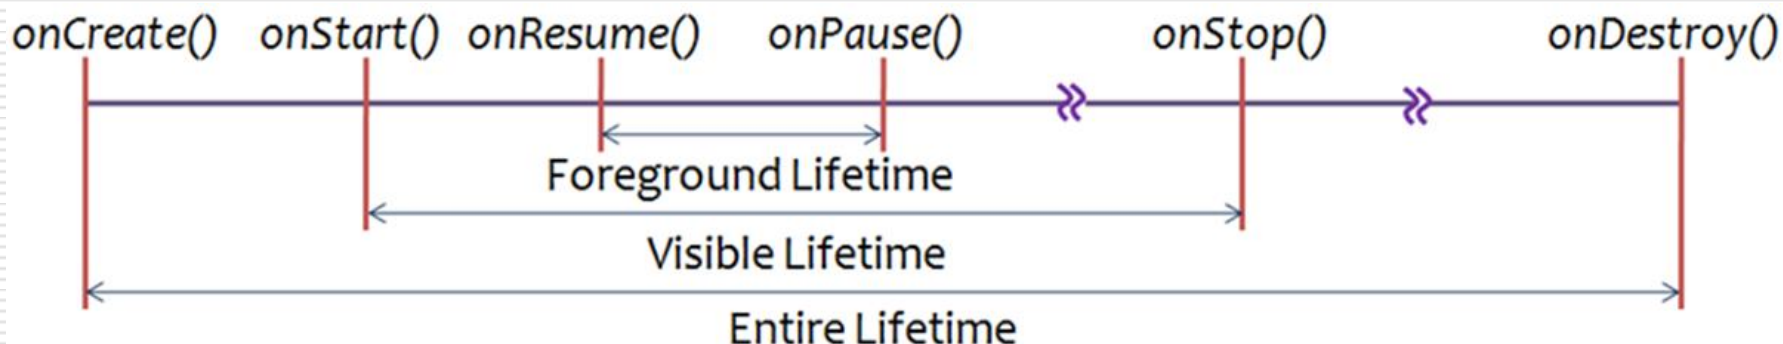 onCreate() onStart() onResume() onPause() onStop() onDestroy()
Foreground Lifetime
Visible Lifetime
Entire Lifetime